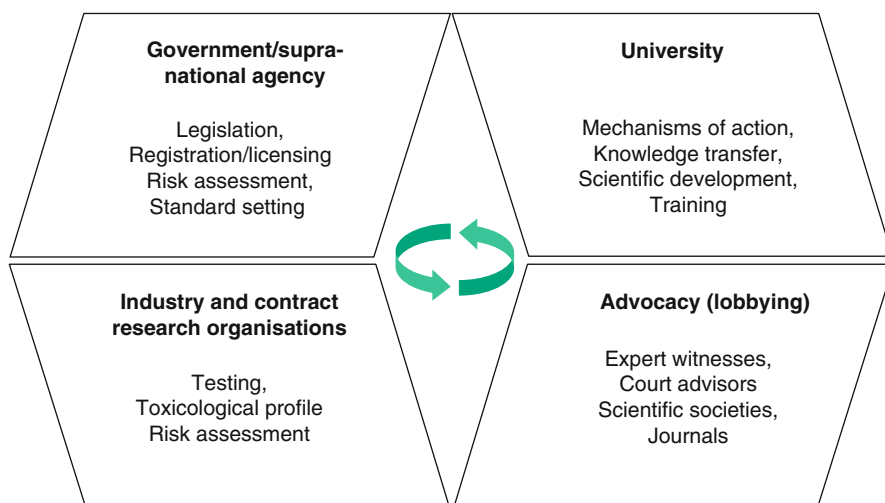 Government/supra-
national agency
Legislation,
Registration/licensing
Risk assessment,
Standard setting
University
Mechanisms of action,
Knowledge transfer,
Scientific development,
Training
Industry and contract
research organisations
Testing,
Toxicological profile
Risk assessment
Advocacy (lobbying)
Expert witnesses,
Court advisors
Scientific societies,
Journals